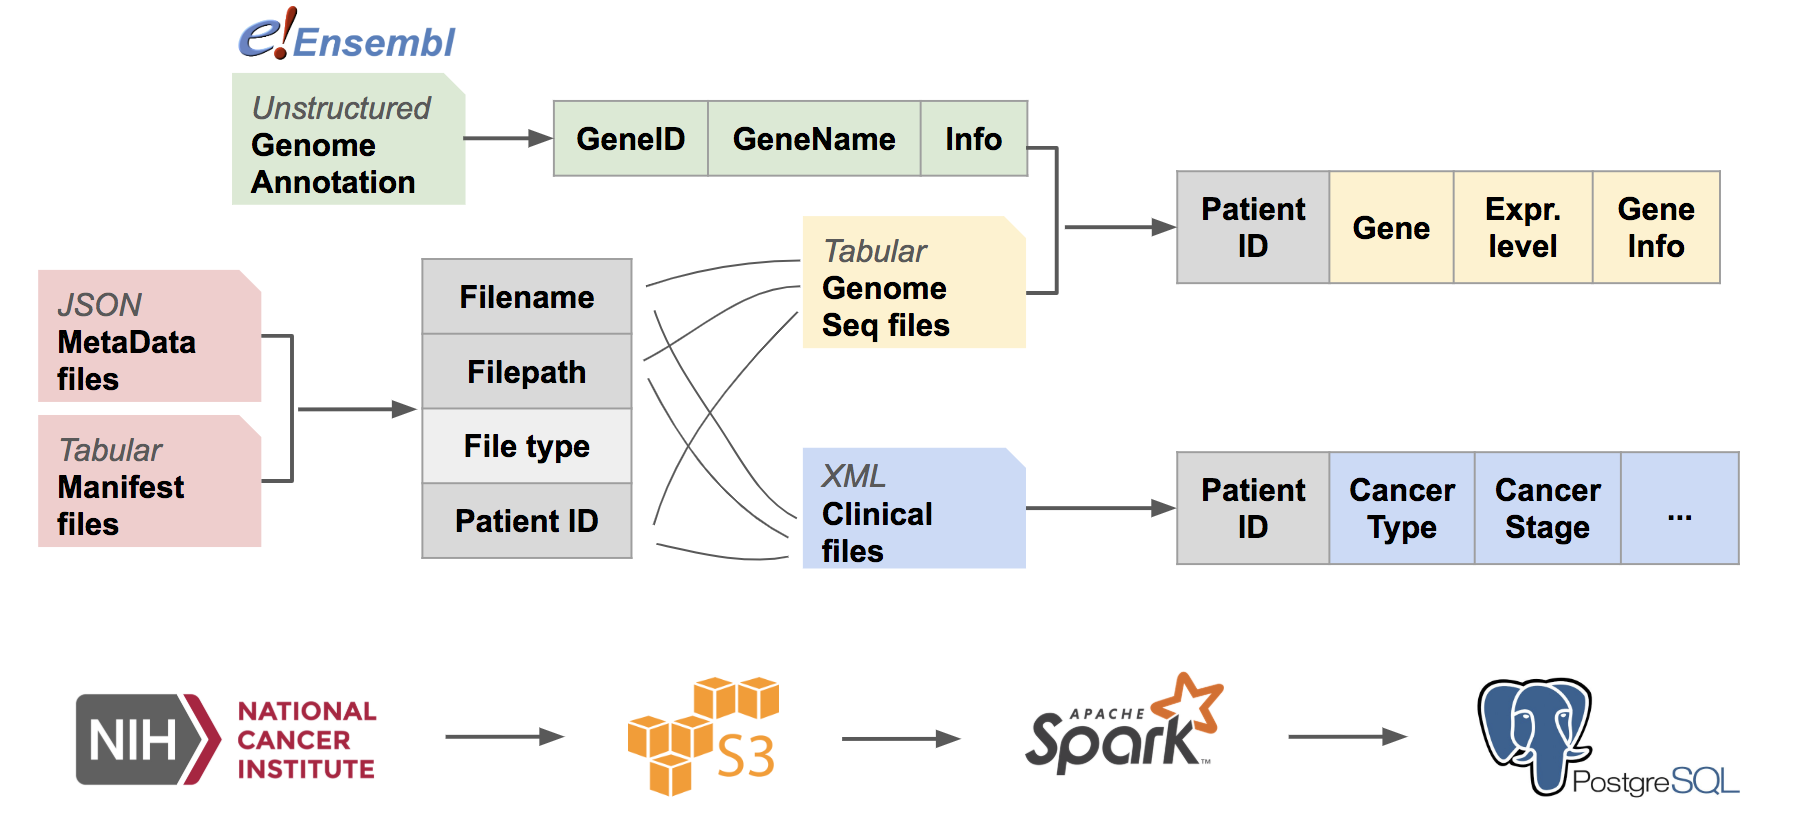 e!Ensembl
Unstructured
Genome
Annotation
GeneID GeneName Info
Patient
ID
Gene
Expr.
level
Gene
Info
JSON
MetaData
files
Tabular
Manifest
files
Filename
Filepath
File type
Patient ID
Tabular
Genome
Seq files
XML
Clinical
files
Patient
ID
Cancer
Type
Cancer
Stage
...
NIH
NATIONAL
CANCER
INSTITUTE
S3
APACHE
Spark™
PostgreSQL